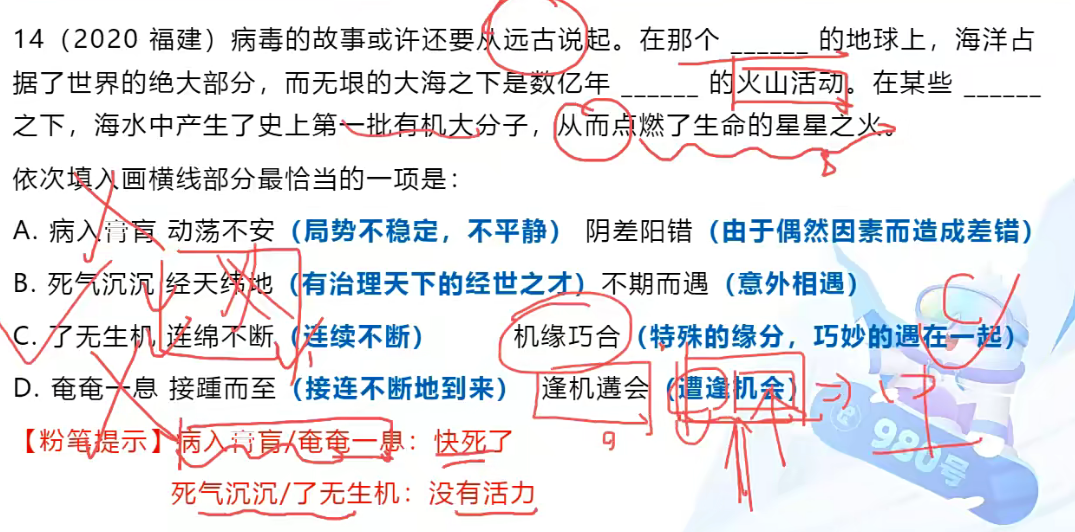 14（2020 福建）病毒的故事或许还要从远古说起。在那个 ______ 的地球上，海洋占
据了世界的绝大部分，而无垠的大海之下是数亿年 ______ 的火山活动。在某些 ______
之下，海水中产生了史上第一批有机大分子，从而点燃了生命的星星之火。
依次填入画横线部分最恰当的一项是：
A. 病入膏肓 动荡不安（局势不稳定，不平静） 阴差阳错（由于偶然因素而造成差错）
B. 死气沉沉 经天纬地（有治理天下的经世之才）不期而遇（意外相遇）
C. 了无生机 连绵不断（连续不断） 机缘巧合（特殊的缘分，巧妙的遇在一起）
D. 奄奄一息 接踵而至（接连不断地到来） 逢机遘会（遭逢机会）
【粉笔提示】病入膏肓/奄奄一息：快死了
死气沉沉/了无生机：没有活力
980号